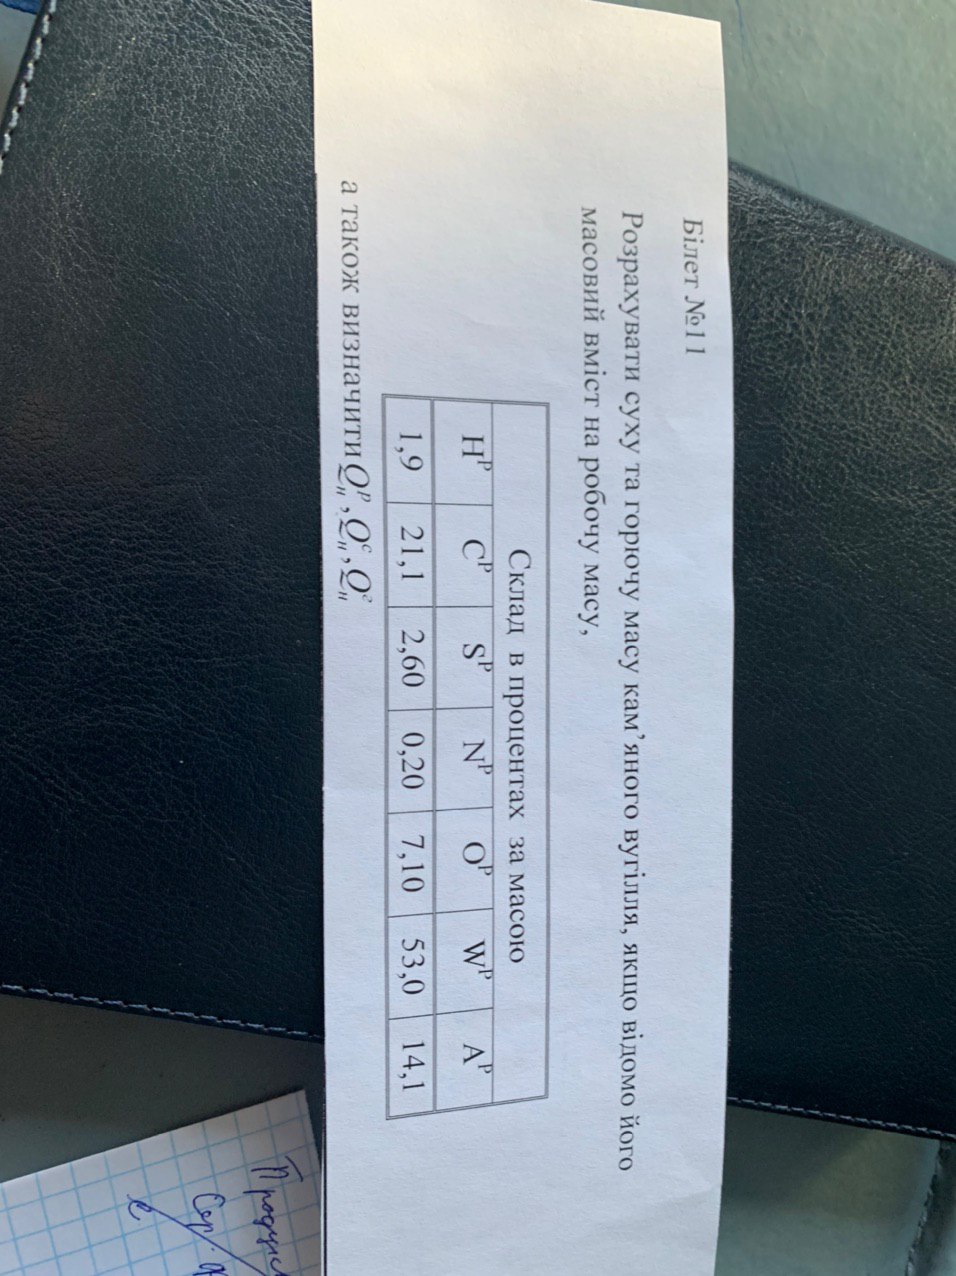 Білет №11
Розрахувати суху та горючу масу кам’яного вугілля, якщо відомо його
масовий вміст на робочу масу,
Склад в процентах за масою
Hᴾ Cᴾ Sᴾ Nᴾ Oᴾ Wᴾ Aᴾ
1,9 21,1 2,60 0,20 7,10 53,0 14,1
а також визначити Qₙᵖ, Qₙᶜ, Qₙᶻ